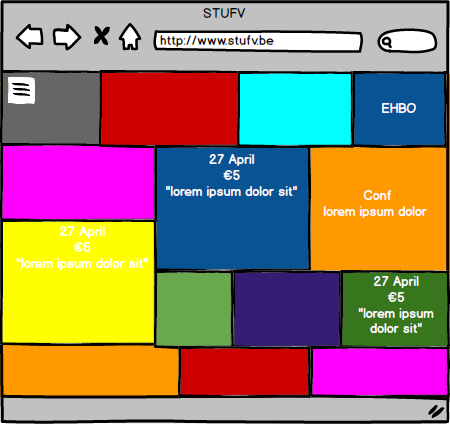 STUFV
http://www.stufv.be
EHBO
27 April
€5
"lorem ipsum dolor sit"
Conf
lorem ipsum dolor
27 April
€5
"lorem ipsum dolor sit"
27 April
€5
"lorem ipsum
dolor sit"